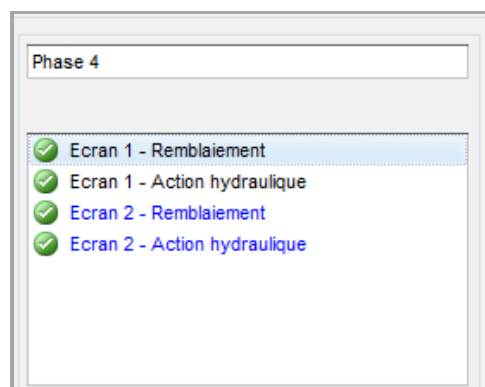 Phase 4
Ecran 1 - Remblaiement
Ecran 1 - Action hydraulique
Ecran 2 - Remblaiement
Ecran 2 - Action hydraulique